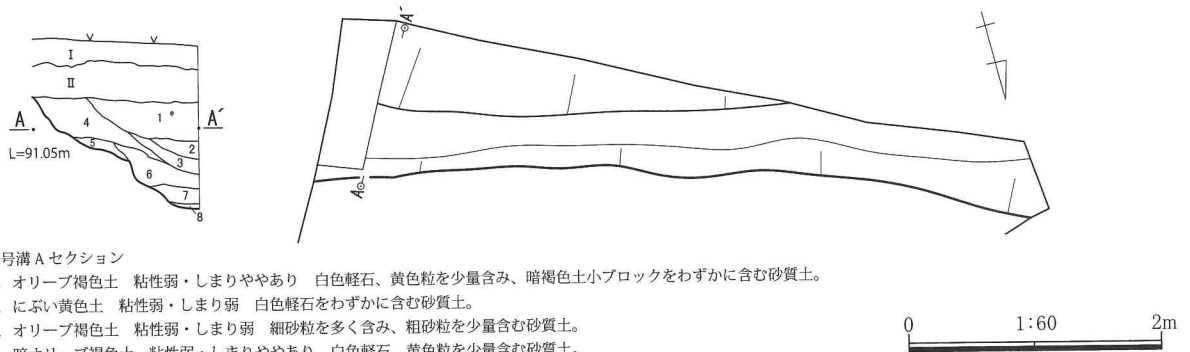 I
II
A A´
1
4
2
5
3
L=91.05m
6
7
8
A´
A
号溝 A セクション
オリーブ褐色土 粘性弱・しまりややあり 白色軽石、黄色粒を少量含み、暗褐色土小ブロックをわずかに含む砂質土。
にぶい黄色土 粘性弱・しまり弱 白色軽石をわずかに含む砂質土。
オリーブ褐色土 粘性弱・しまり弱 細砂粒を多く含み、粗砂粒を少量含む砂質土。
暗オリーブ褐色土 粘性弱・しまりややあり 白色軽石、黄色粒を少量含む砂質土。
0 1:60 2m